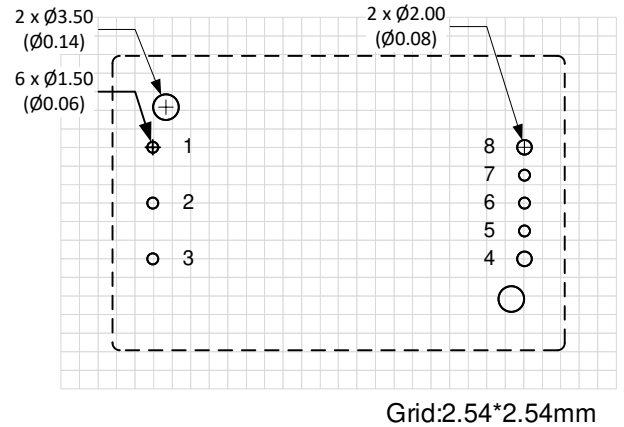 2 x Ø3.50
(Ø0.14)
2 x Ø2.00
(Ø0.08)
6 x Ø1.50
(Ø0.06)
1
8
7
2
6
5
3
4
Grid:2.54*2.54mm